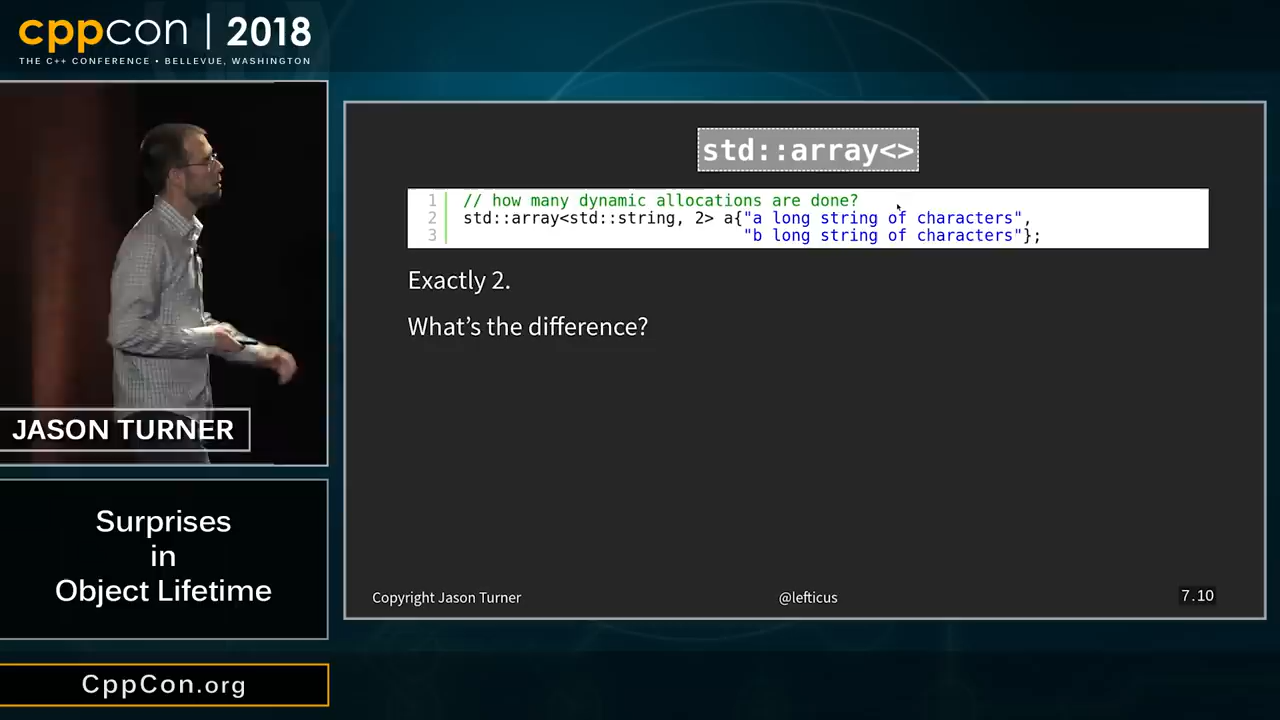 cppcon | 2018
THE C++ CONFERENCE • BELLEVUE, WASHINGTON
JASON TURNER
Surprises
in
Object Lifetime
CppCon.org
std::array<>
1 // how many dynamic allocations are done?
2 std::array<std::string, 2> a{"a long string of characters",
3 "b long string of characters"};
Exactly 2.
What's the difference?
Copyright Jason Turner
@lefticus
7.10